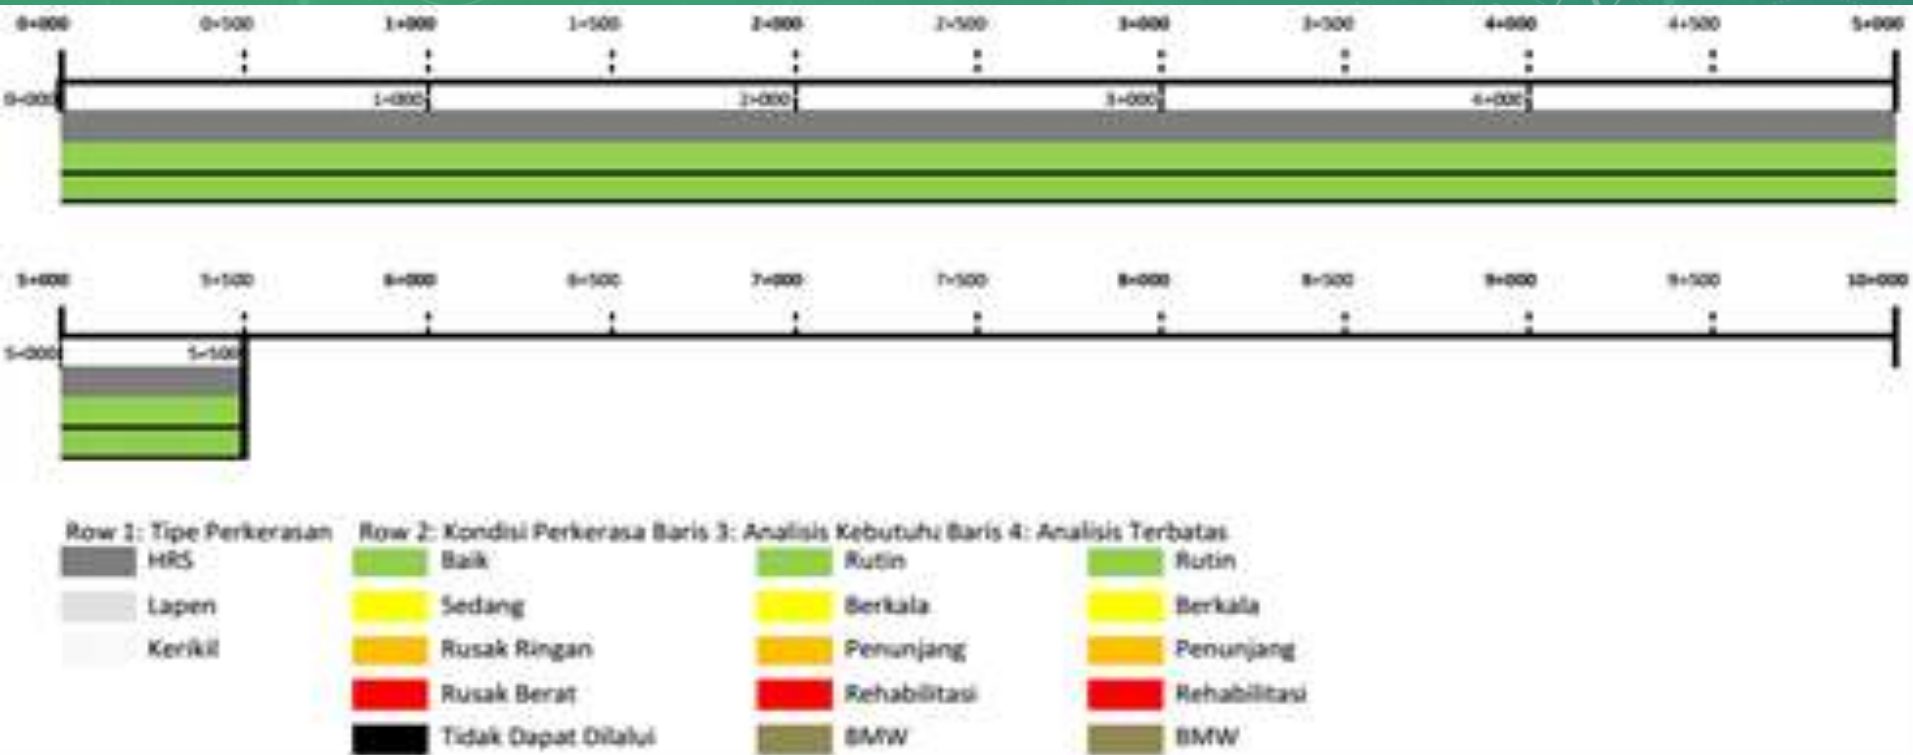 0+000 0+500 1+000 1+500 2+000 2+500 3+000 3+500 4+000 4+500 5+000
0+000 1+000 2+000 3+000 4+000
5+000 5+500 6+000 6+500 7+000 7+500 8+000 8+500 9+000 9+500 10+000
5+000 5+500
Row 1: Tipe Perkerasan Row 2: Kondisi Perkerasa Baris 3: Analisis Kebutuha Baris 4: Analisis Terbatas
HRS Baik Rutin Rutin
Lapen Sedang Berkala Berkala
Kerikil Rusak Ringan Penunjang Penunjang
Rusak Berat Rehabilitasi Rehabilitasi
Tidak Dapat Dilalui BMW BMW